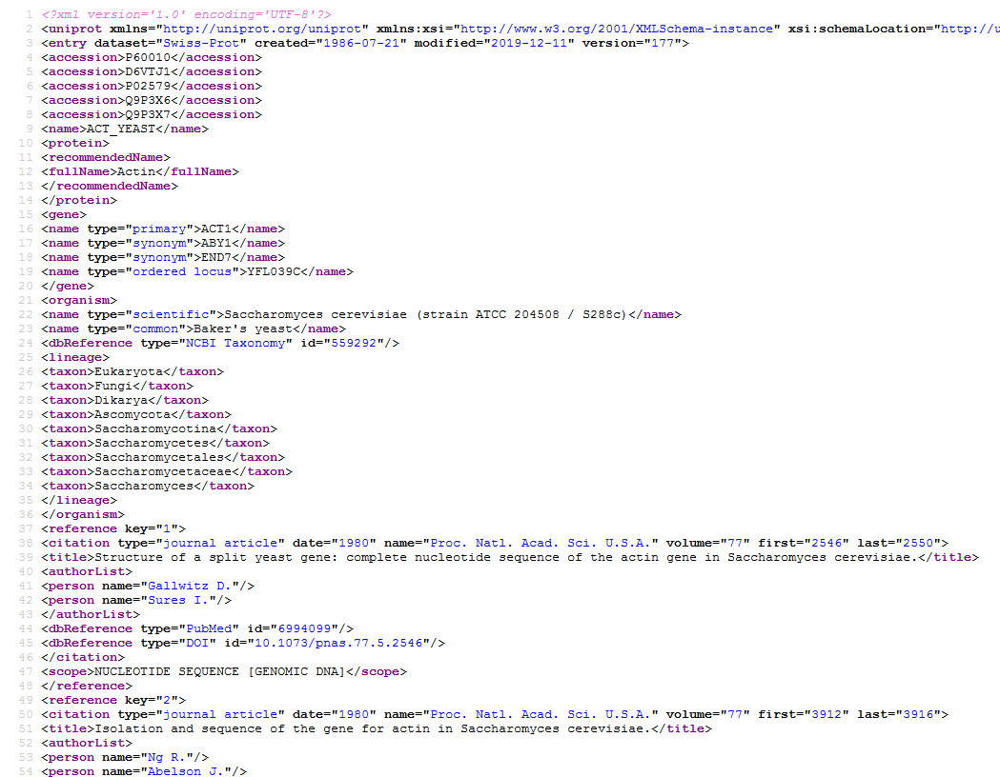 1 <?xml version='1.0' encoding='UTF-8'?>
2 <uniprot xmlns="http://uniprot.org/uniprot" xmlns:xsi="http://www.w3.org/2001/XMLSchema-instance" xsi:schemaLocation="http://u
3 <entry dataset="Swiss-Prot" created="1986-07-21" modified="2019-12-11" version="177">
4 <accession>P60010</accession>
5 <accession>D6VTJ1</accession>
6 <accession>P02579</accession>
7 <accession>Q9P3X6</accession>
8 <accession>Q9P3X7</accession>
9 <name>ACT_YEAST</name>
10 <protein>
11 <recommendedName>
12 <fullName>Actin</fullName>
13 </recommendedName>
14 </protein>
15 <gene>
16 <name type="primary">ACT1</name>
17 <name type="synonym">ABY1</name>
18 <name type="synonym">END7</name>
19 <name type="ordered locus">YFL039C</name>
20 </gene>
21 <organism>
22 <name type="scientific">Saccharomyces cerevisiae (strain ATCC 204508 / S288c)</name>
23 <name type="common">Baker's yeast</name>
24 <dbReference type="NCBI Taxonomy" id="559292"/>
25 <lineage>
26 <taxon>Eukaryota</taxon>
27 <taxon>Fungi</taxon>
28 <taxon>Dikarya</taxon>
29 <taxon>Ascomycota</taxon>
30 <taxon>Saccharomycotina</taxon>
31 <taxon>Saccharomycetes</taxon>
32 <taxon>Saccharomycetales</taxon>
33 <taxon>Saccharomycetaceae</taxon>
34 <taxon>Saccharomyces</taxon>
35 </lineage>
36 </organism>
37 <reference key="1">
38 <citation type="journal article" date="1980" name="Proc. Natl. Acad. Sci. U.S.A." volume="77" first="2546" last="2550">
39 <title>Structure of a split yeast gene: complete nucleotide sequence of the actin gene in Saccharomyces cerevisiae.</title>
40 <authorList>
41 <person name="Gallwitz D."/>
42 <person name="Sures I."/>
43 </authorList>
44 <dbReference type="PubMed" id="6994099"/>
45 <dbReference type="DOI" id="10.1073/pnas.77.5.2546"/>
46 </citation>
47 <scope>NUCLEOTIDE SEQUENCE [GENOMIC DNA]</scope>
48 </reference>
49 <reference key="2">
50 <citation type="journal article" date="1980" name="Proc. Natl. Acad. Sci. U.S.A." volume="77" first="3912" last="3916">
51 <title>Isolation and sequence of the gene for actin in Saccharomyces cerevisiae.</title>
52 <authorList>
53 <person name="Ng R."/>
54 <person name="Abelson J."/>